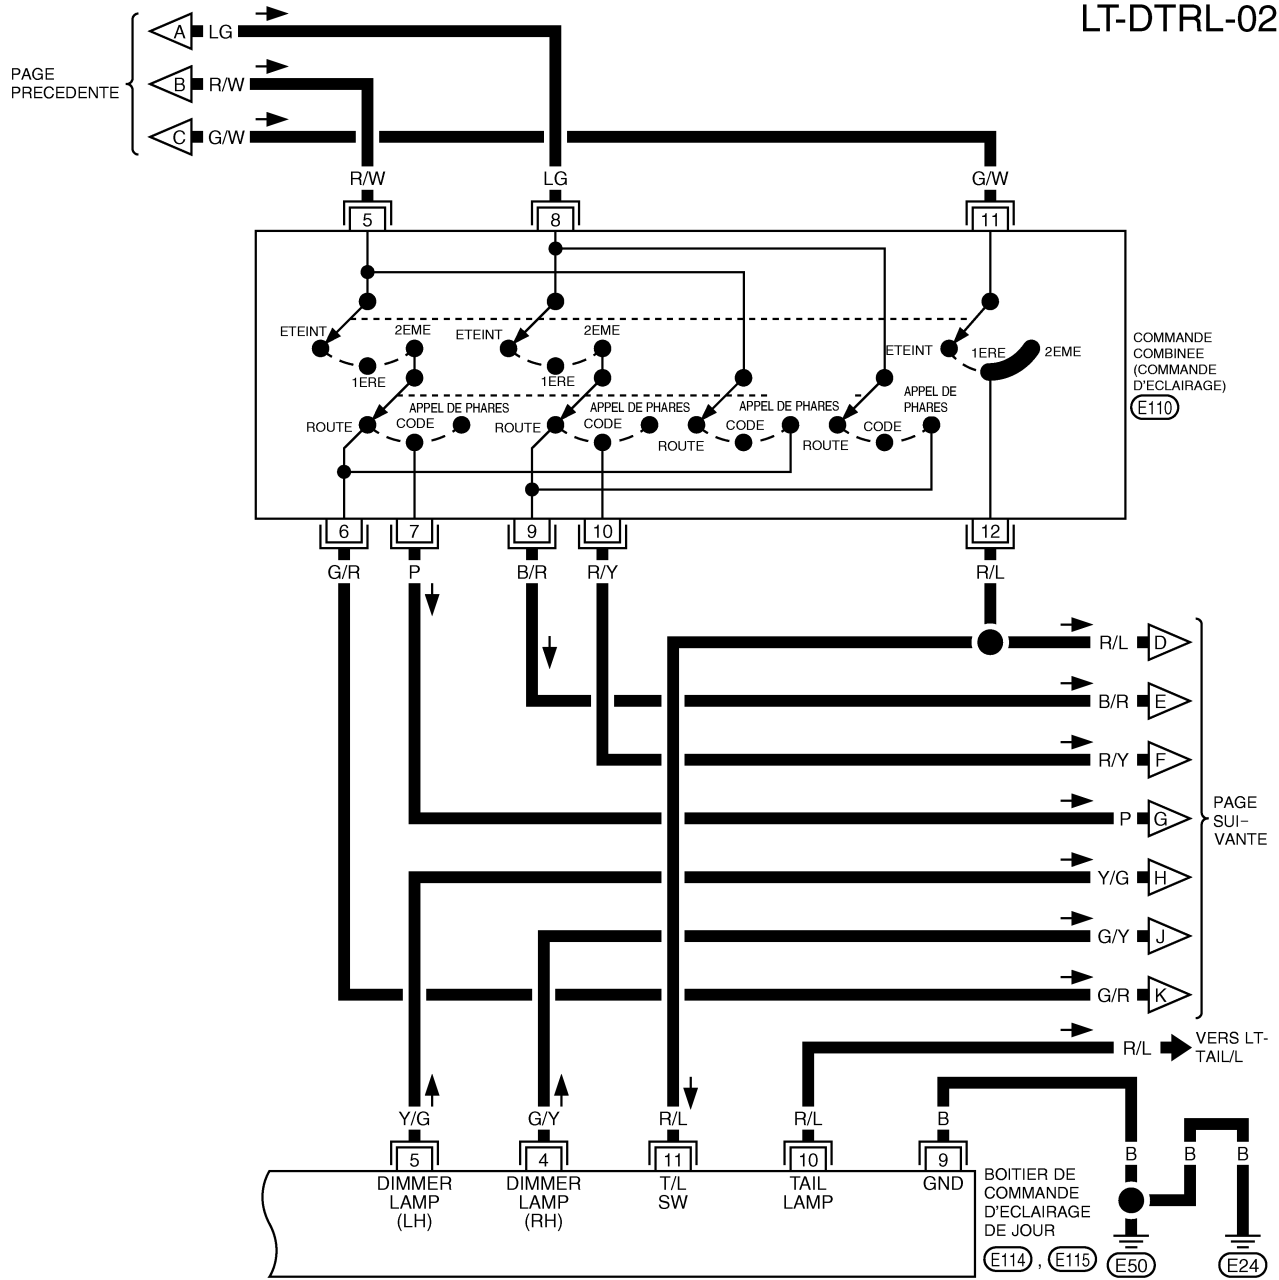 LT-DTRL-02
PAGE
PRECEDENTE
A LG
B R/W
C G/W
R/W LG G/W
5 8 11
ETEINT 2EME ETEINT 2EME ETEINT 1ERE 2EME
1ERE 1ERE
ROUTE CODE APPEL DE PHARES
ROUTE CODE APPEL DE PHARES
ROUTE CODE APPEL DE PHARES
ROUTE CODE APPEL DE
PHARES
COMMANDE
COMBINEE
(COMMANDE
D'ECLAIRAGE)
E110
6 7 9 10 12
G/R P B/R R/Y R/L
R/L D
B/R E
R/Y F
P G
Y/G H
G/Y J
G/R K
PAGE
SUI-
VANTE
R/L VERS LT-
TAIL/L
Y/G G/Y R/L R/L B
B B B
5 4 11 10 9
DIMMER
LAMP
(LH)
DIMMER
LAMP
(RH)
T/L
SW
TAIL
LAMP
GND
BOITIER DE
COMMANDE
D'ECLAIRAGE
DE JOUR
E114 , E115
E50 E24